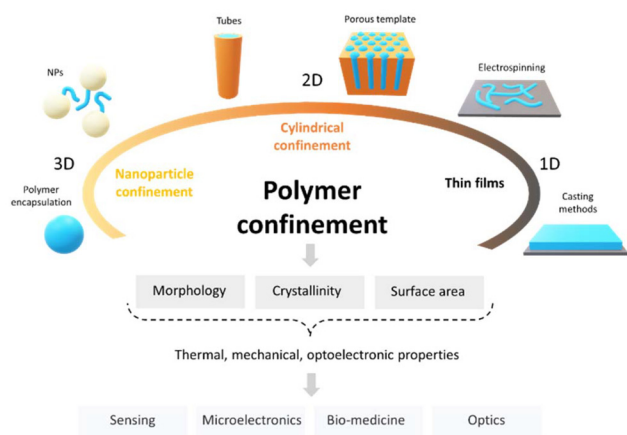 Tubes
Porous template
2D
NPs
Electrospinning
Cylindrical
confinement
3D
Nanoparticle
confinement
Thin films
1D
Polymer
encapsulation
Polymer
confinement
Casting
methods
Morphology
Crystallinity
Surface area
Thermal, mechanical, optoelectronic properties
Sensing
Microelectronics
Bio-medicine
Optics